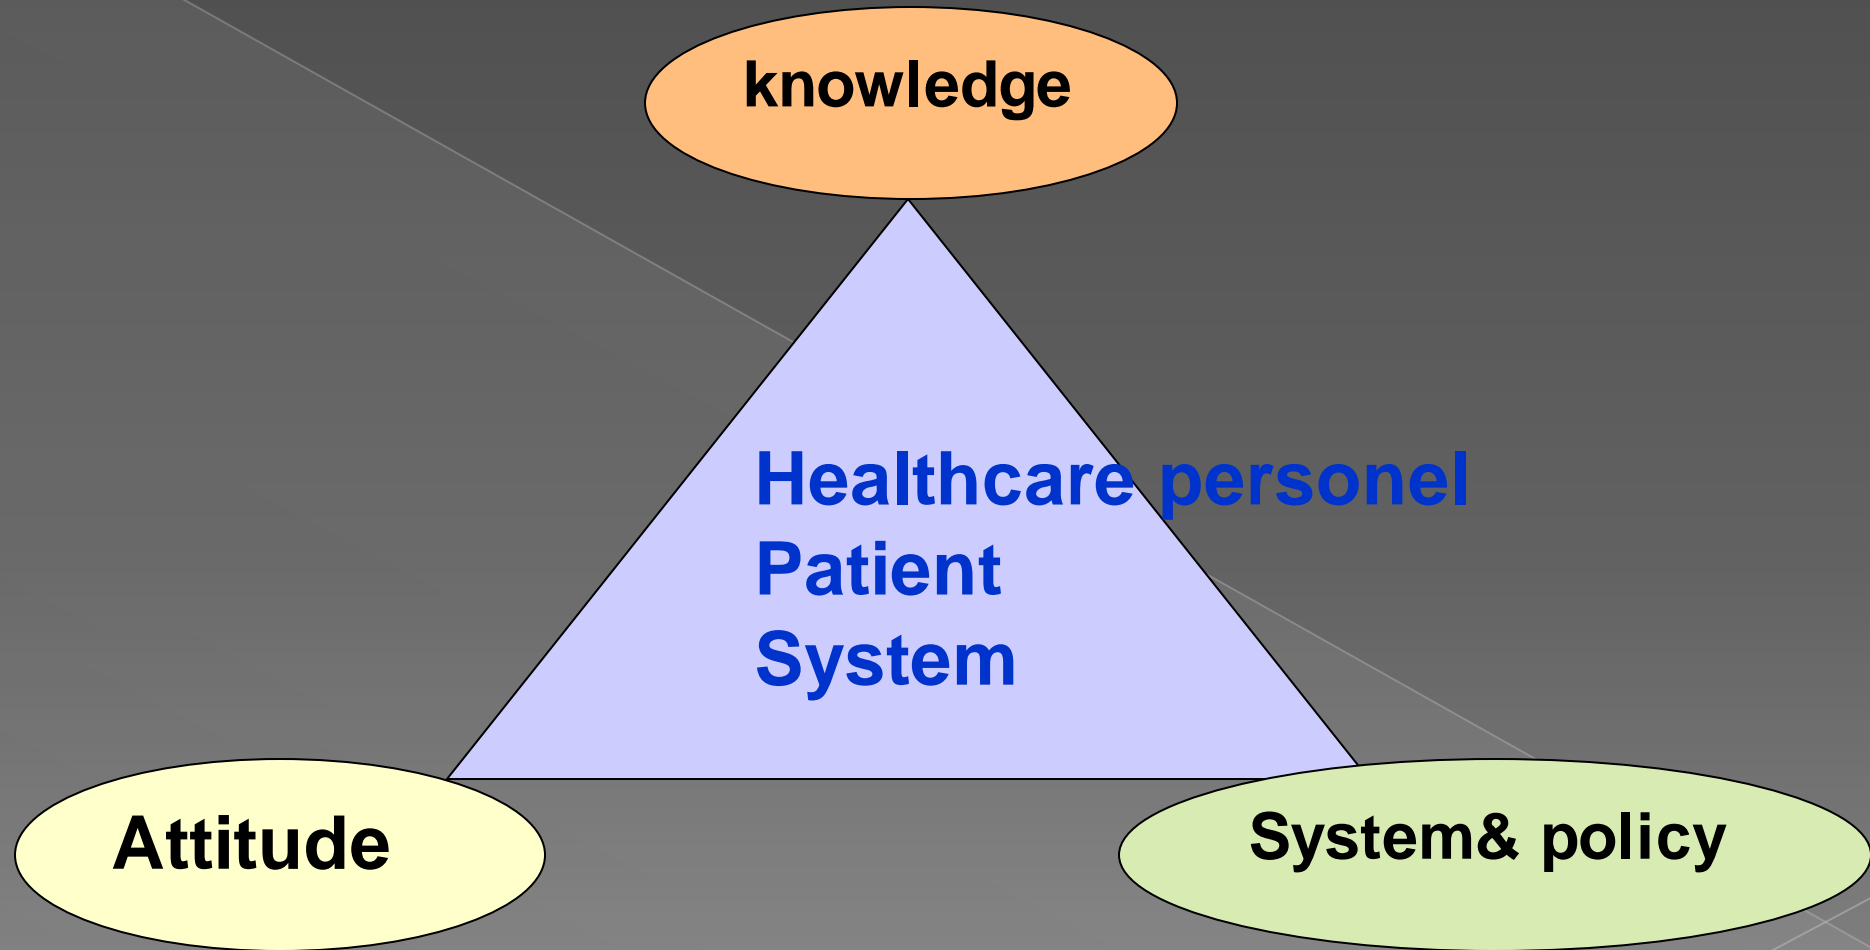 knowledge
Healthcare personel
Patient
System
Attitude
System& policy